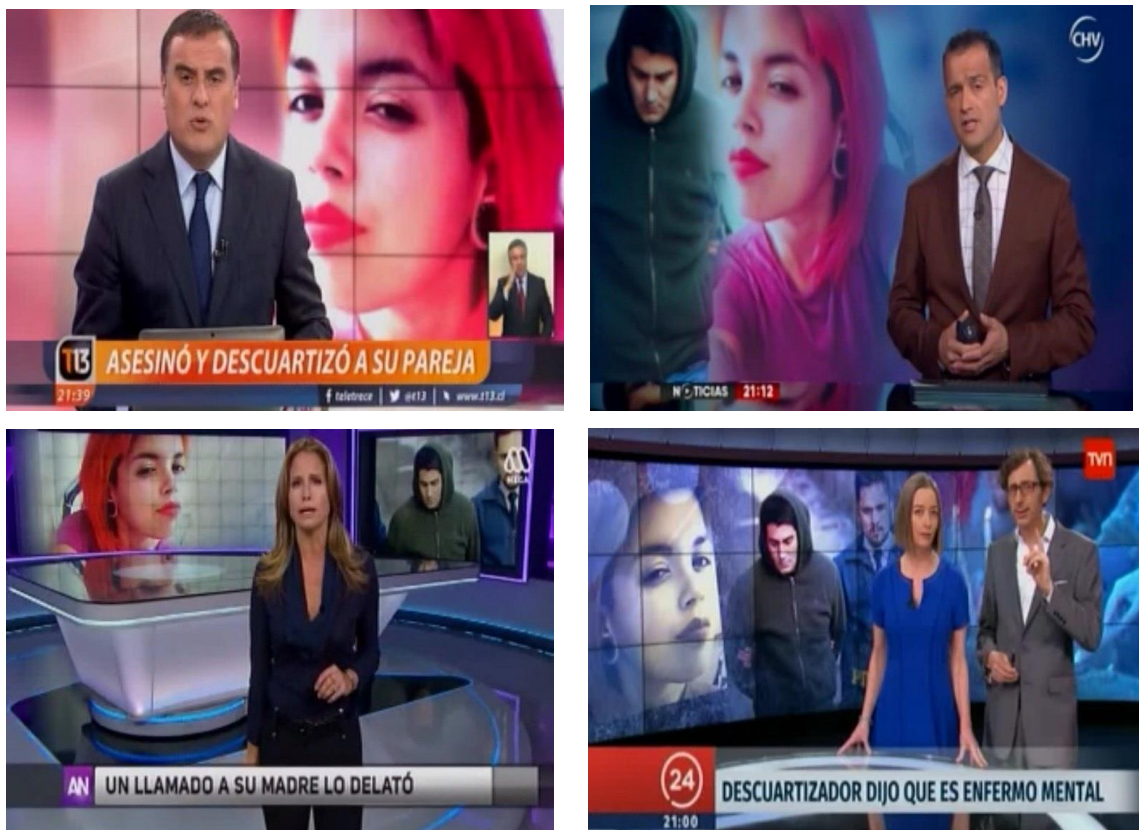 T13
ASESINÓ Y DESCUARTIZÓ A SU PAREJA
21:39
teletrece
@t13
www.t13.cl
CHV
NOTICIAS 21:12
MEGA
AN UN LLAMADO A SU MADRE LO DELATÓ
TVN
24
DESCUARTIZADOR DIJO QUE ES ENFERMO MENTAL
21:00